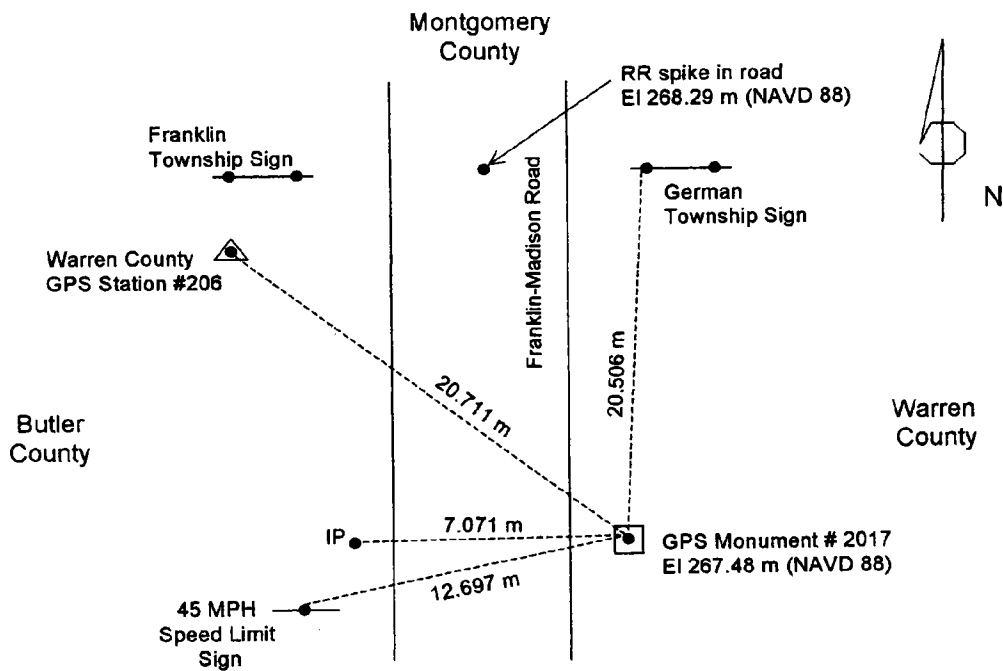 Montgomery
County
RR spike in road
El 268.29 m (NAVD 88)
Franklin
Township Sign
German
Township Sign
N
Warren County
GPS Station #206
Franklin-Madison Road
20.506 m
20.711 m
Butler
County
Warren
County
IP
7.071 m
GPS Monument # 2017
El 267.48 m (NAVD 88)
12.697 m
45 MPH
Speed Limit
Sign